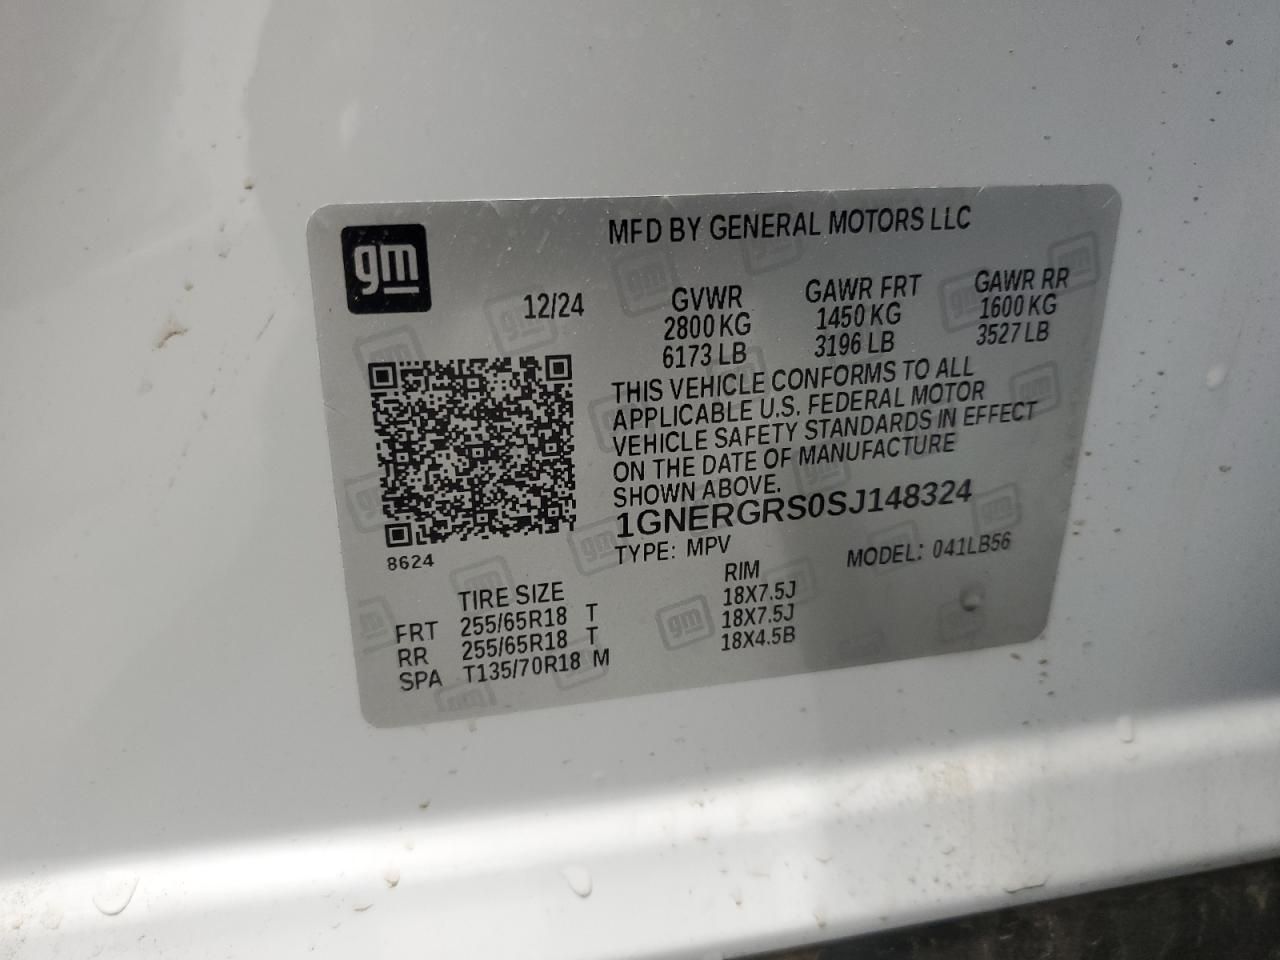 gm
MFD BY GENERAL MOTORS LLC
12/24
GVWR GAWR FRT GAWR RR
2800 KG 1450 KG 1600 KG
6173 LB 3196 LB 3527 LB
THIS VEHICLE CONFORMS TO ALL
APPLICABLE U.S. FEDERAL MOTOR
VEHICLE SAFETY STANDARDS IN EFFECT
ON THE DATE OF MANUFACTURE
SHOWN ABOVE.
1GNERGRS0SJ148324
8624
TYPE: MPV MODEL: 041LB56
TIRE SIZE RIM
FRT 255/65R18 T 18X7.5J
RR 255/65R18 T 18X7.5J
SPA T135/70R18 M 18X4.5B